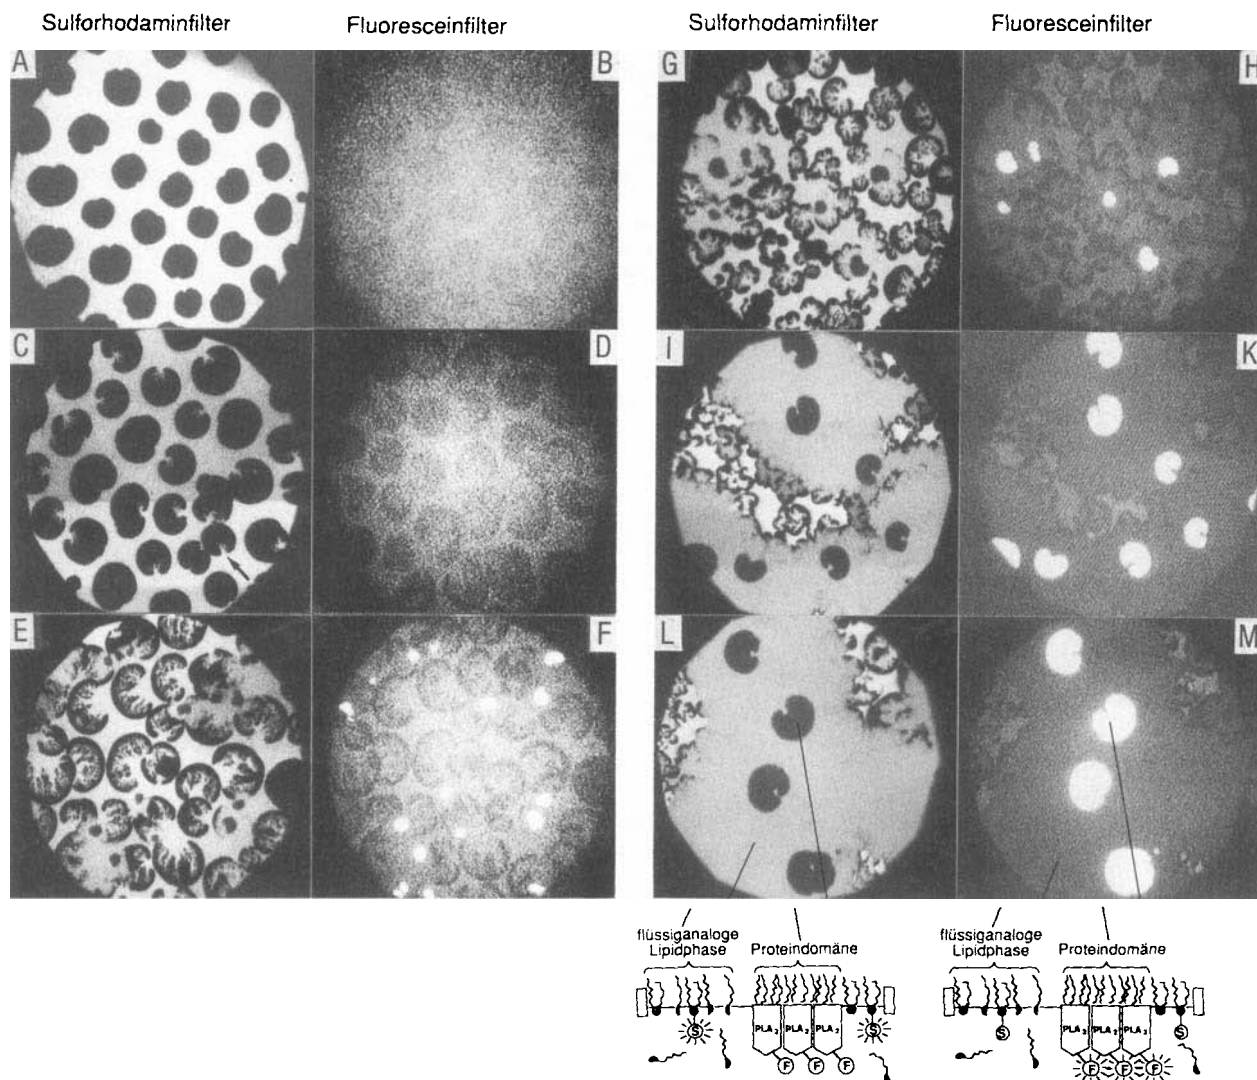 Sulforhodaminfilter Fluoresceinfilter Sulforhodaminfilter Fluoresceinfilter
A B G H
C D I K
E F L M
flüssiganaloge Lipidphase
Proteindomäne
flüssiganaloge Lipidphase
Proteindomäne
S PLA2 PLA2 PLA2 S
F F F
S PLA2 PLA2 PLA2 S
F F F